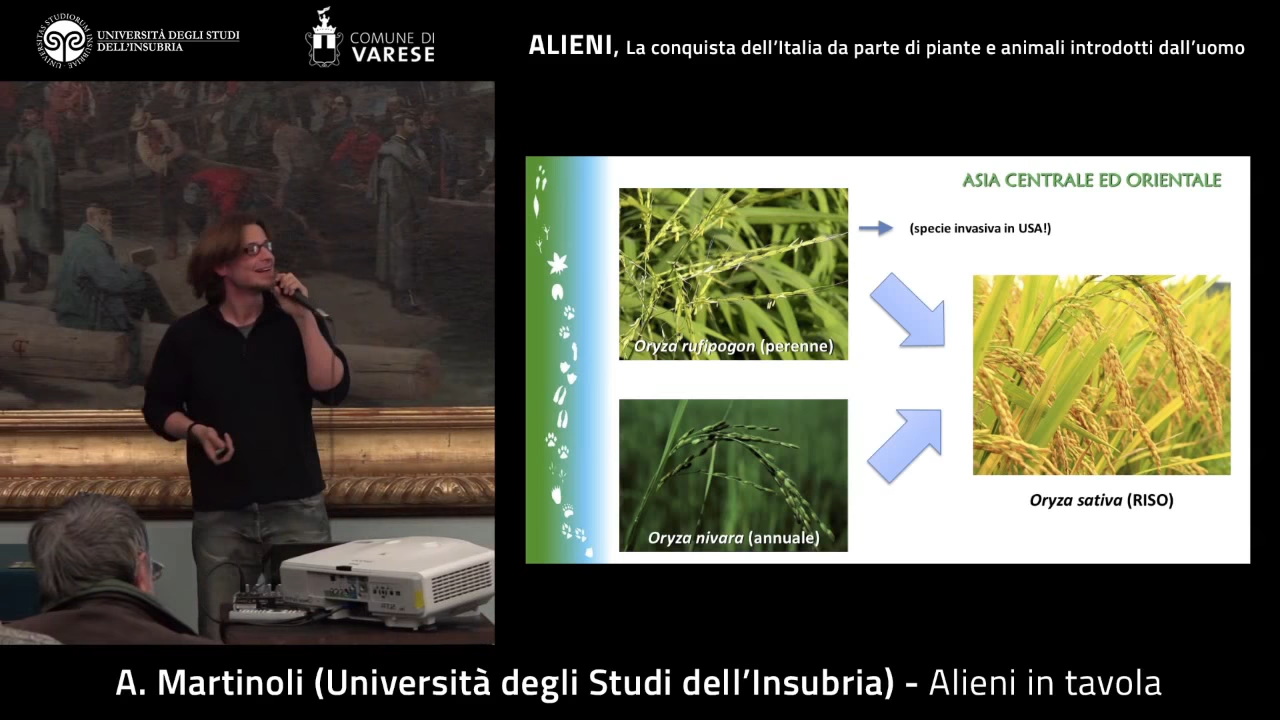 UNIVERSITÀ DEGLI STUDI
DELL'INSUBRIA
COMUNE DI
VARESE
ALIENI, La conquista dell'Italia da parte di piante e animali introdotti dall'uomo
ASIA CENTRALE ED ORIENTALE
(specie invasiva in USA!)
Oryza rufipogon (perenne)
Oryza nivara (annuale)
Oryza sativa (RISO)
A. Martinoli (Università degli Studi dell'Insubria) - Alieni in tavola